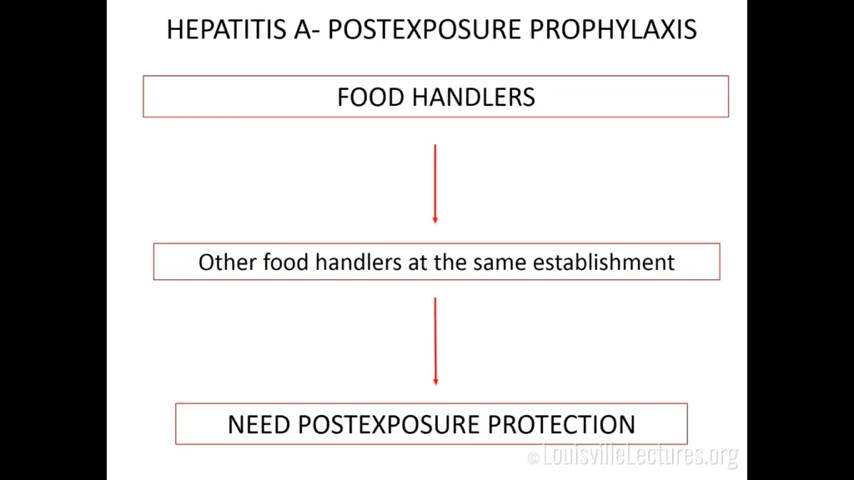 HEPATITIS A- POSTEXPOSURE PROPHYLAXIS
FOOD HANDLERS
Other food handlers at the same establishment
NEED POSTEXPOSURE PROTECTION
©LouisvilleLectures.org